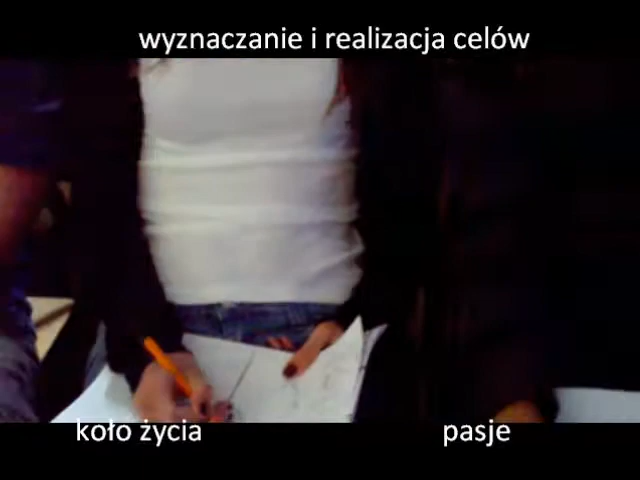 wyznaczanie i realizacja celów
koło życia
pasje